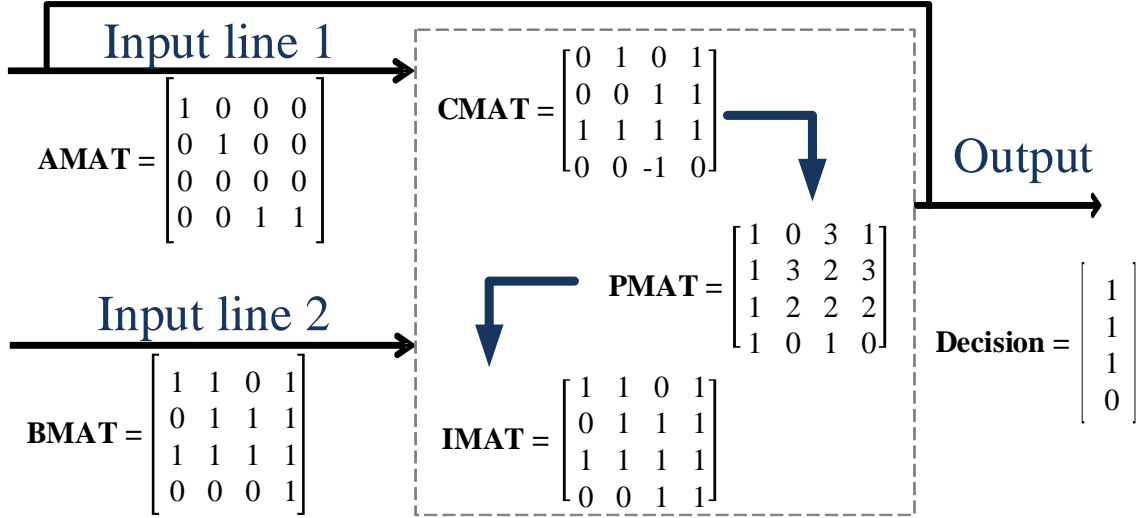 Input line 1
AMAT =
1 0 0 0
0 1 0 0
0 0 0 0
0 0 1 1
Input line 2
BMAT =
1 1 0 1
0 1 1 1
1 1 1 1
0 0 0 1
CMAT =
0 1 0 1
0 0 1 1
1 1 1 1
0 0 -1 0
PMAT =
1 0 3 1
1 3 2 3
1 2 2 2
1 0 1 0
IMAT =
1 1 0 1
0 1 1 1
1 1 1 1
0 0 1 1
Output
Decision =
1
1
1
0